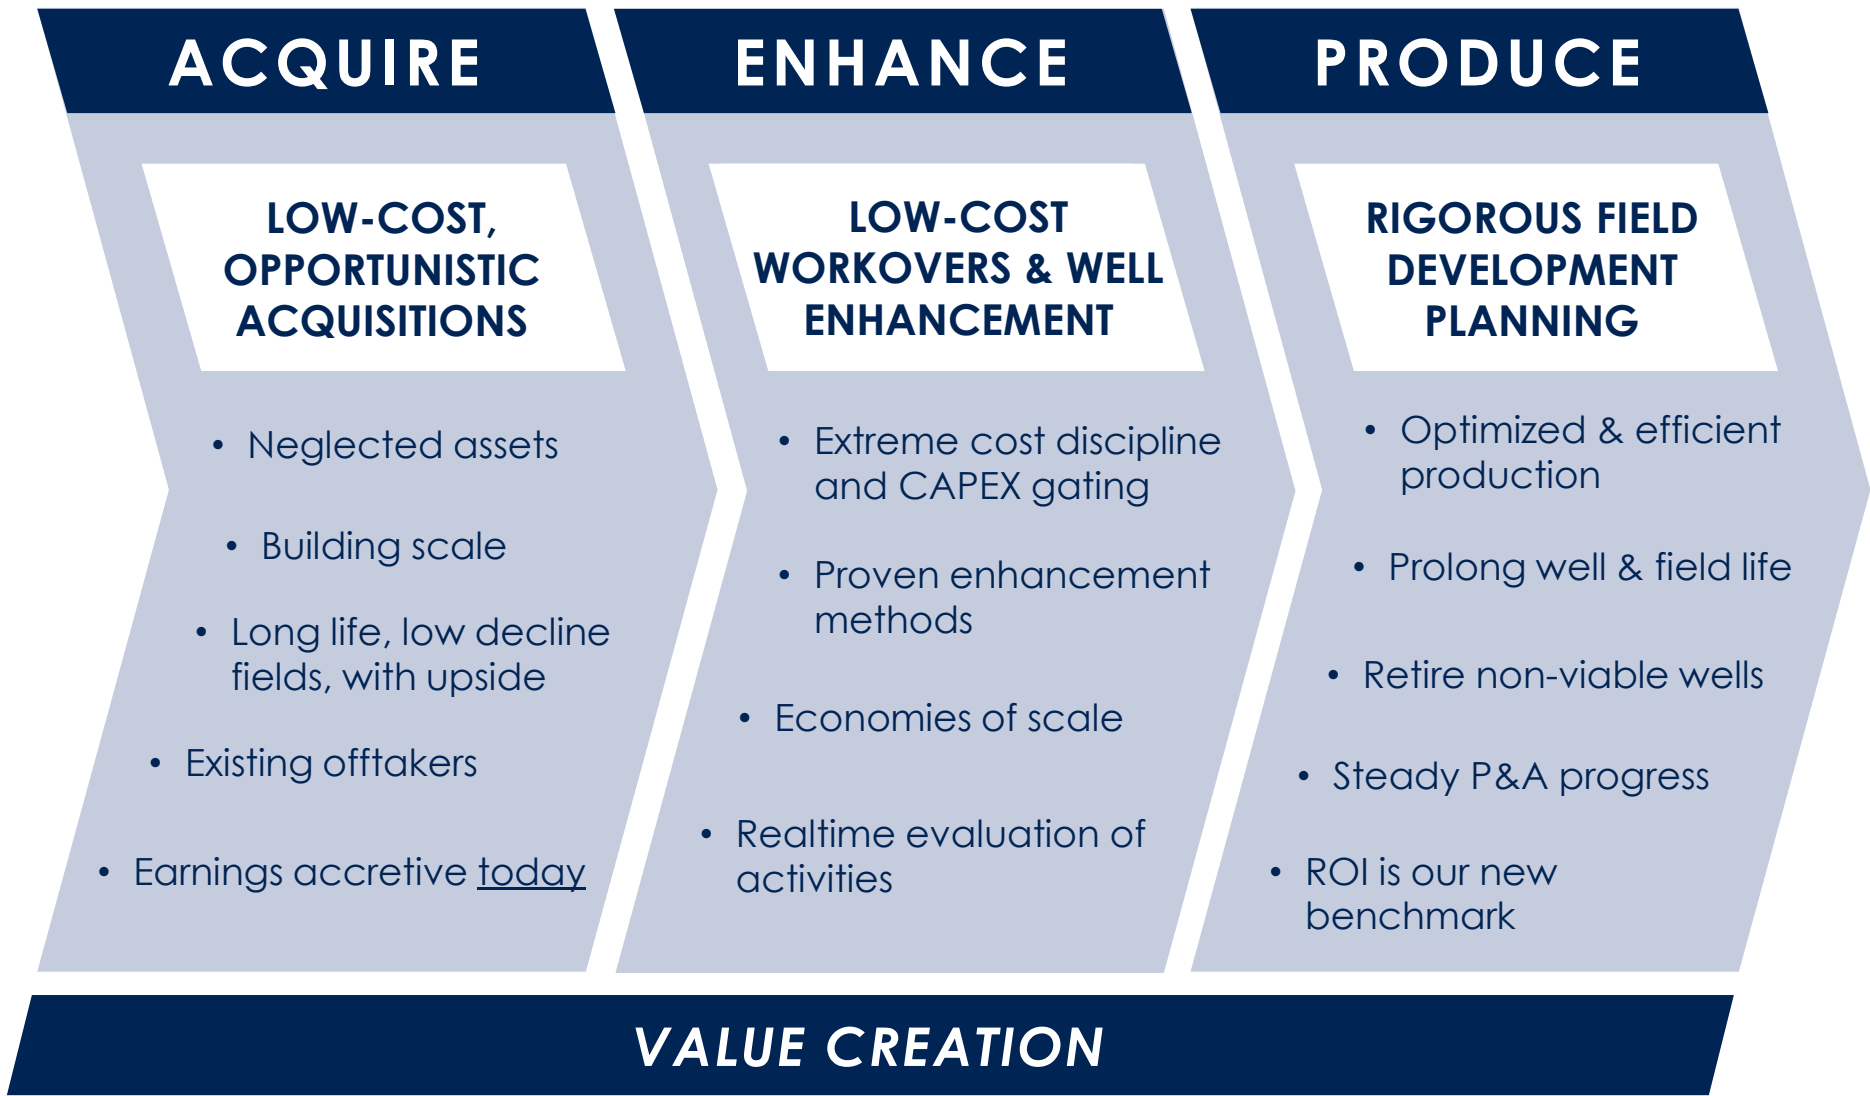 ACQUIRE
LOW-COST,
OPPORTUNISTIC
ACQUISITIONS
• Neglected assets
• Building scale
• Long life, low decline
fields, with upside
• Existing offtakers
• Earnings accretive today
ENHANCE
LOW-COST
WORKOVERS & WELL
ENHANCEMENT
• Extreme cost discipline
and CAPEX gating
• Proven enhancement
methods
• Economies of scale
• Realtime evaluation of
activities
PRODUCE
RIGOROUS FIELD
DEVELOPMENT
PLANNING
• Optimized & efficient
production
• Prolong well & field life
• Retire non-viable wells
• Steady P&A progress
• ROI is our new
benchmark
VALUE CREATION